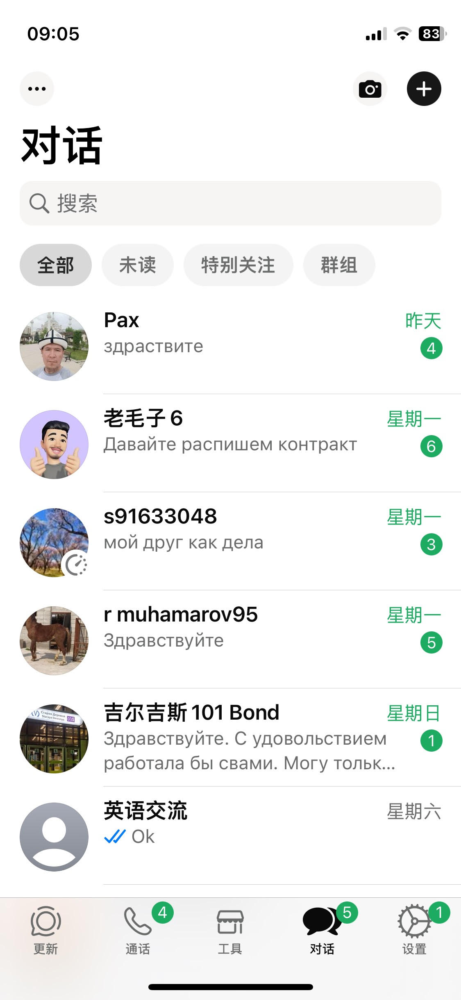 09:05
83
对话
搜索
全部 未读 特别关注 群组
Pax 昨天
здраствите 4
老毛子 6 星期一
Давайте распишем контракт 6
s91633048 星期一
мой друг как дела 3
r muhamarov95 星期一
Здравствуйте 5
吉尔吉斯 101 Bond 星期日
Здравствуйте. С удовольствием 1
работала бы свами. Могу тольк...
Старая Деревня
Staraya Derevnya
5
英语交流 星期六
Ok
4 5 1
更新 通话 工具 对话 设置